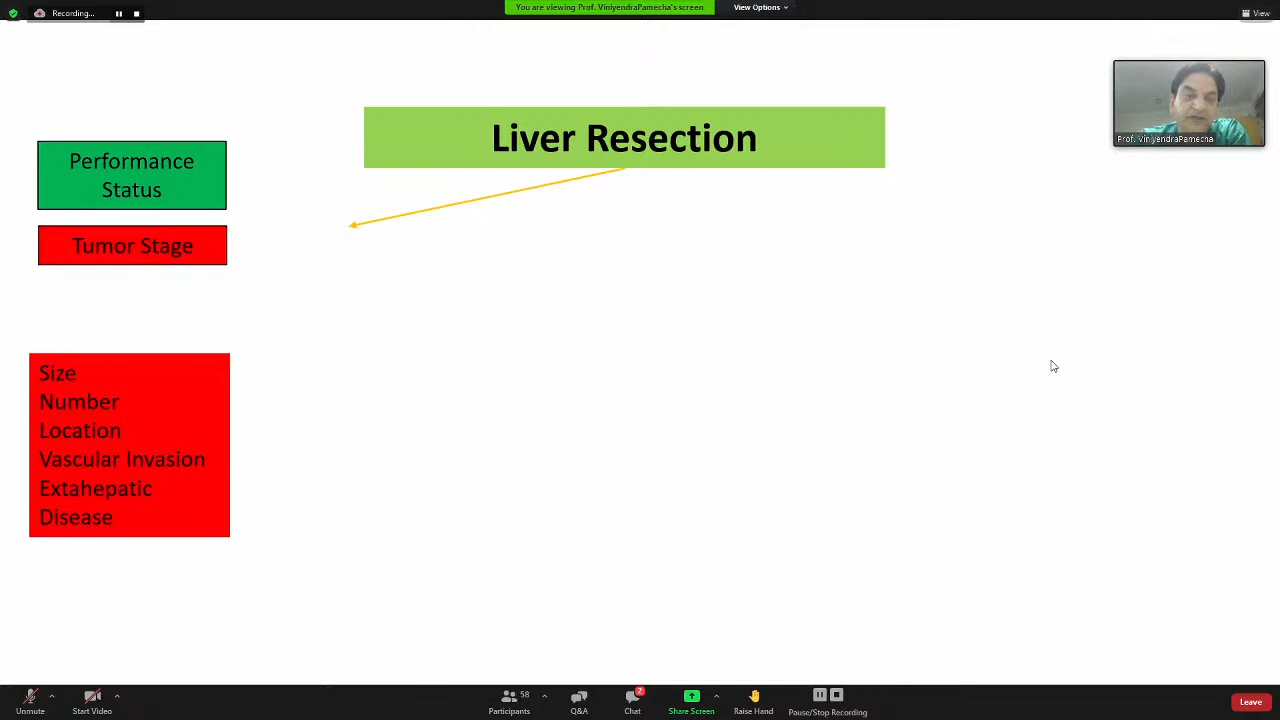 Recording...
You are viewing Prof. ViniyendraPamecha's screen
View Options
View
Liver Resection
Prof. ViniyendraPamecha
Performance
Status
Tumor Stage
Size
Number
Location
Vascular Invasion
Extahepatic
Disease
Unmute
Start Video
58
Participants
Q&A
2
Chat
Share Screen
Raise Hand
Pause/Stop Recording
Leave